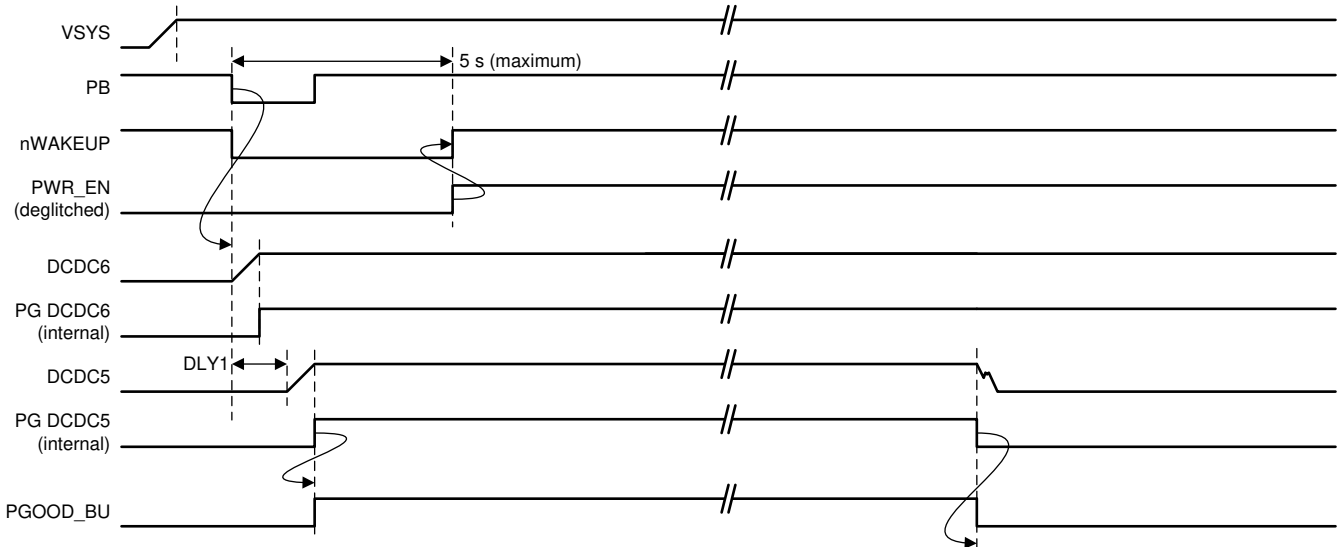 VSYS
5 s (maximum)
PB
nWAKEUP
PWR_EN
(deglitched)
DCDC6
PG DCDC6
(internal)
DLY1
DCDC5
PG DCDC5
(internal)
PGOOD_BU